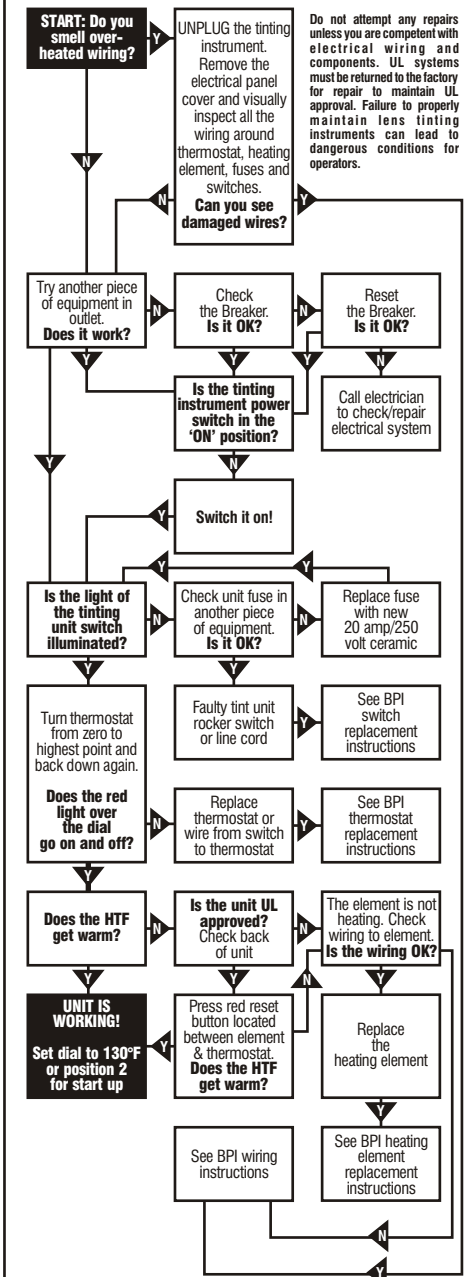 START: Do you
smell over-
heated wiring?
Y
UNPLUG the tinting
instrument.
Remove the
electrical panel
cover and visually
inspect all the
wiring around
thermostat, heating
element, fuses and
switches.
Can you see
damaged wires?
Do not attempt any repairs
unless you are competent with
electrical wiring and
components. UL systems
must be returned to the factory
for repair to maintain UL
approval. Failure to properly
maintain lens tinting
instruments can lead to
dangerous conditions for
operators.
N
N
Y
Try another piece
of equipment in
outlet.
Does it work?
N
Check
the Breaker.
Is it OK?
N
Reset
the Breaker.
Is it OK?
Y
Y
Y
N
Is the tinting
instrument power
switch in the
‘ON’ position?
Call electrician
to check/repair
electrical system
Y
N
Y
Switch it on!
Y
Y
Is the light of
the tinting
unit switch
illuminated?
N
Check unit fuse in
another piece
of equipment.
Is it OK?
N
Replace fuse
with new
20 amp/250
volt ceramic
Y
Y
Turn thermostat
from zero to
highest point and
back down again.
Does the red
light over
the dial
go on and off?
Faulty tint unit
rocker switch
or line cord
Y
See BPI
switch
replacement
instructions
N
Replace
thermostat or
wire from switch
to thermostat
Y
See BPI
thermostat
replacement
instructions
Y
Does the HTF
get warm?
N
Is the unit UL
approved?
Check back
of unit
N
The element is not
heating. Check
wiring to element.
Is the wiring OK?
Y
Y
N
Y
UNIT IS
WORKING!
Set dial to 130°F
or position 2
for start up
Y
Press red reset
button located
between element
& thermostat.
Does the HTF
get warm?
Replace
the
heating element
Y
See BPI wiring
instructions
See BPI heating
element
replacement
instructions
N
Y